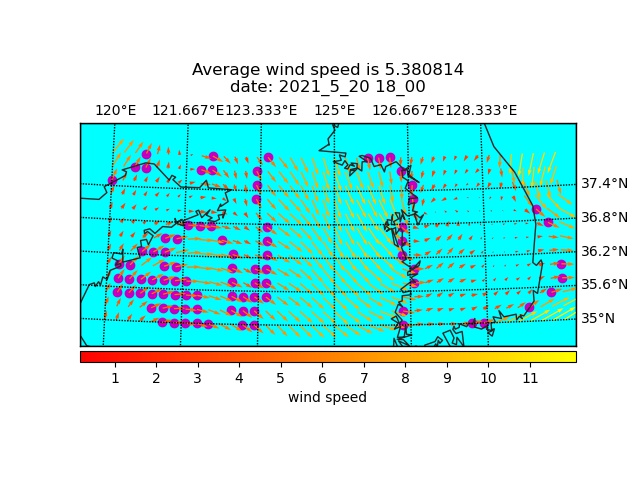 Average wind speed is 5.380814
date: 2021_5_20 18_00
120°E 121.667°E 123.333°E 125°E 126.667°E 128.333°E
37.4°N
36.8°N
36.2°N
35.6°N
35°N
1 2 3 4 5 6 7 8 9 10 11
wind speed